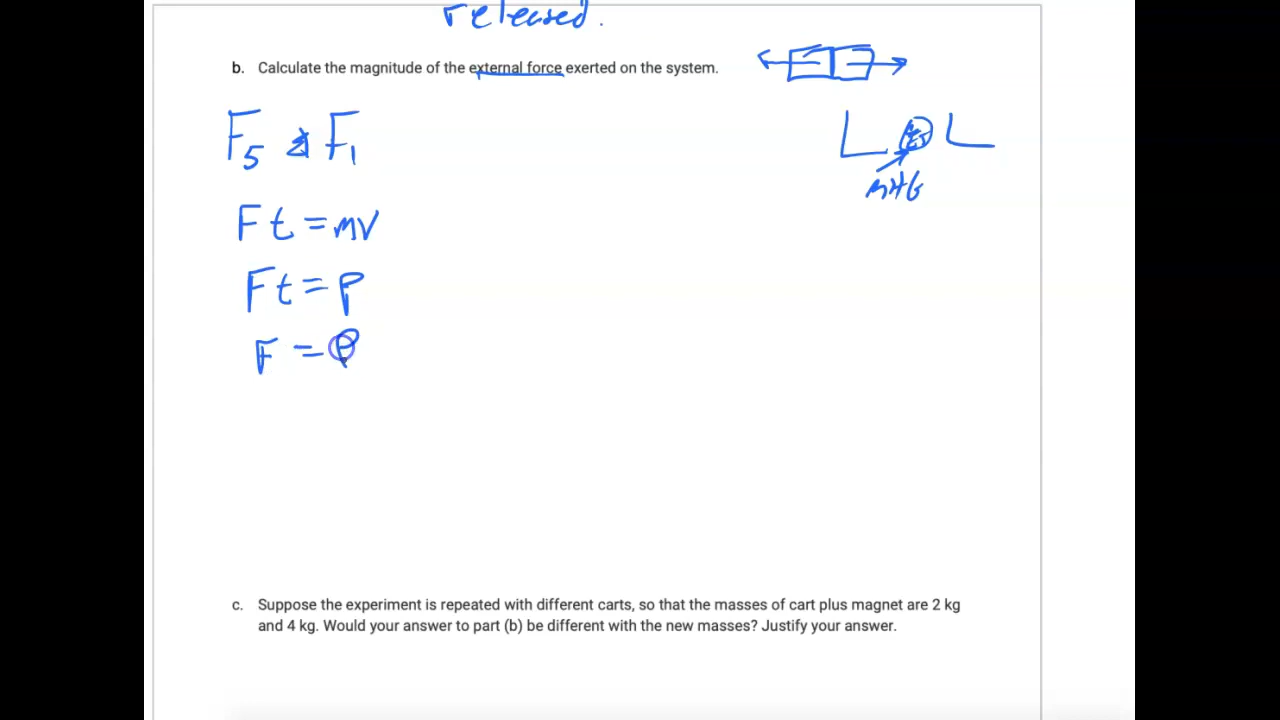 released.
b. Calculate the magnitude of the external force exerted on the system.
F5 & F1
Ft = mv
Ft = p
F = p
c. Suppose the experiment is repeated with different carts, so that the masses of cart plus magnet are 2 kg
and 4 kg. Would your answer to part (b) be different with the new masses? Justify your answer.